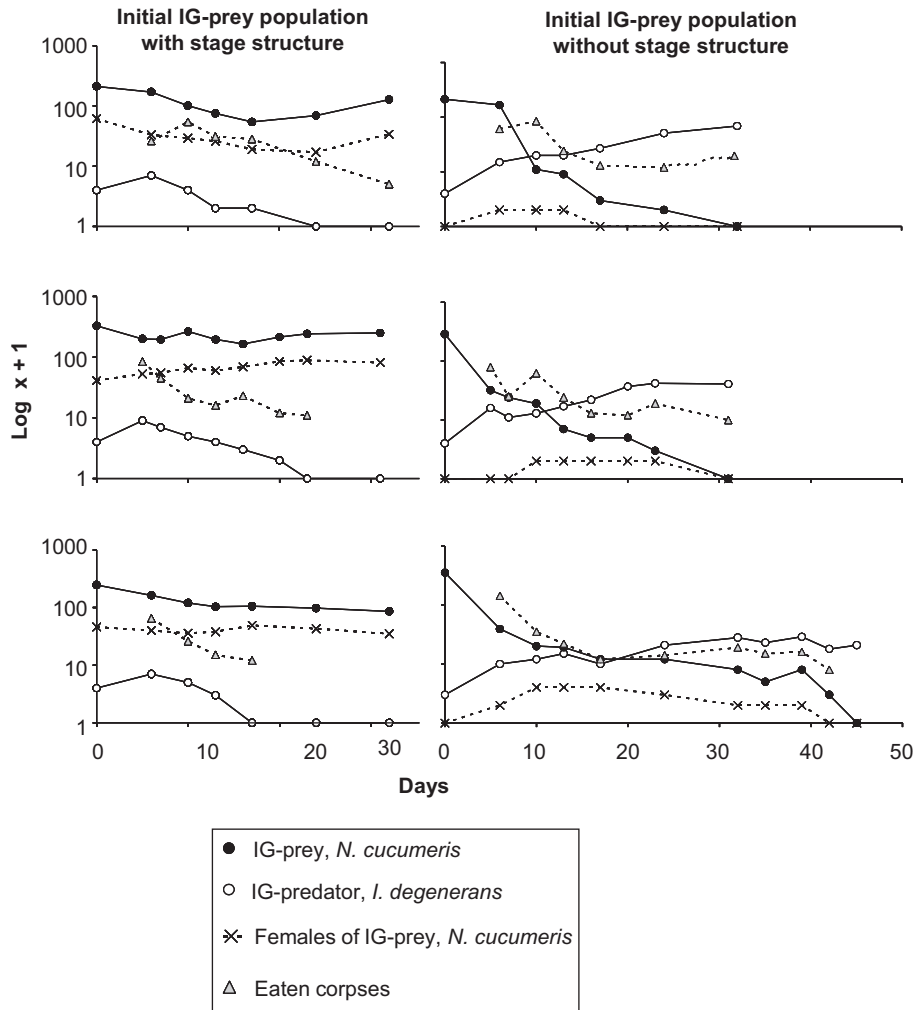 Initial IG-prey population
with stage structure
Initial IG-prey population
without stage structure
1000
100
10
1
1000
100
10
1
1000
100
10
1
Log x + 1
0 10 20 30
0 10 20 30 40 50
Days
IG-prey, N. cucumeris
IG-predator, I. degenerans
Females of IG-prey, N. cucumeris
Eaten corpses